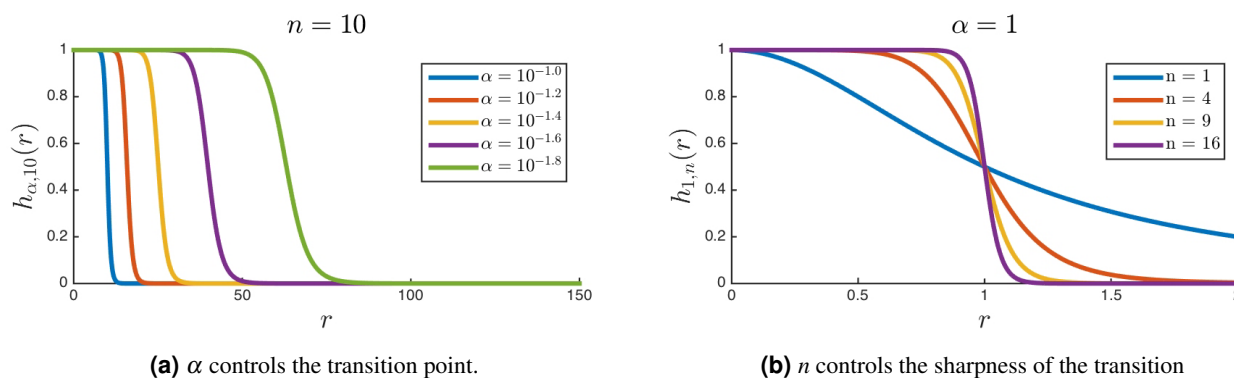 n = 10
1
0.8
0.6
0.4
0.2
0
h_{α,10}(r)
0
50
100
150
r
α = 10^{-1.0}
α = 10^{-1.2}
α = 10^{-1.4}
α = 10^{-1.6}
α = 10^{-1.8}
(a) α controls the transition point.
α = 1
1
0.8
0.6
0.4
0.2
0
h_{1,n}(r)
0
0.5
1
1.5
r
n = 1
n = 4
n = 9
n = 16
(b) n controls the sharpness of the transition